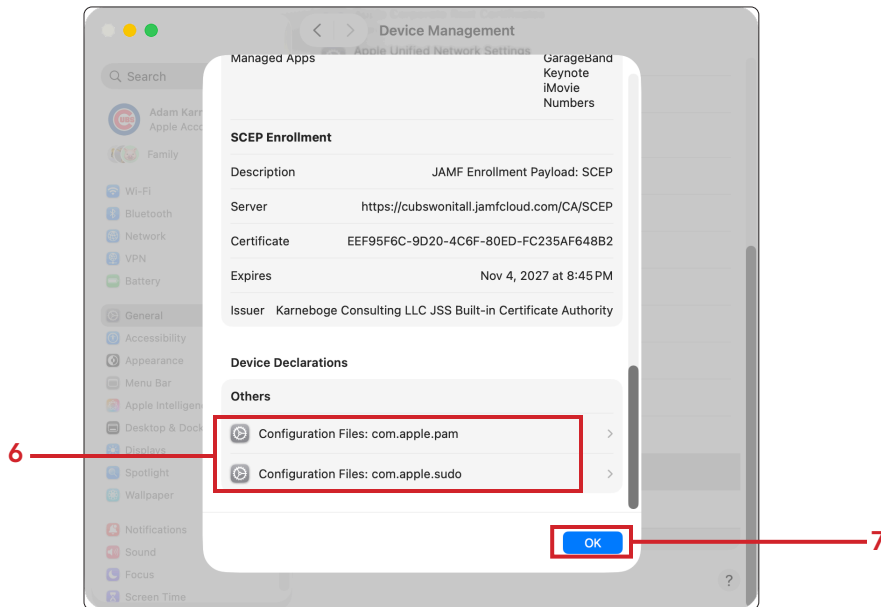 Device Management
Apple Unified Network Settings
Search
Adam Karn
Apple Acco
Family
Wi-Fi
Bluetooth
Network
VPN
Battery
General
Accessibility
Appearance
Menu Bar
Apple Intelligen
Desktop & Dock
Displays
Spotlight
Wallpaper
Notifications
Sound
Focus
Screen Time
Managed Apps
GarageBand
Keynote
iMovie
Numbers
SCEP Enrollment
Description JAMF Enrollment Payload: SCEP
Server https://cubswonitall.jamfcloud.com/CA/SCEP
Certificate EEF95F6C-9D20-4C6F-80ED-FC235AF648B2
Expires Nov 4, 2027 at 8:45 PM
Issuer Karneboge Consulting LLC JSS Built-in Certificate Authority
Device Declarations
Others
Configuration Files: com.apple.pam
Configuration Files: com.apple.sudo
6
OK
7
?